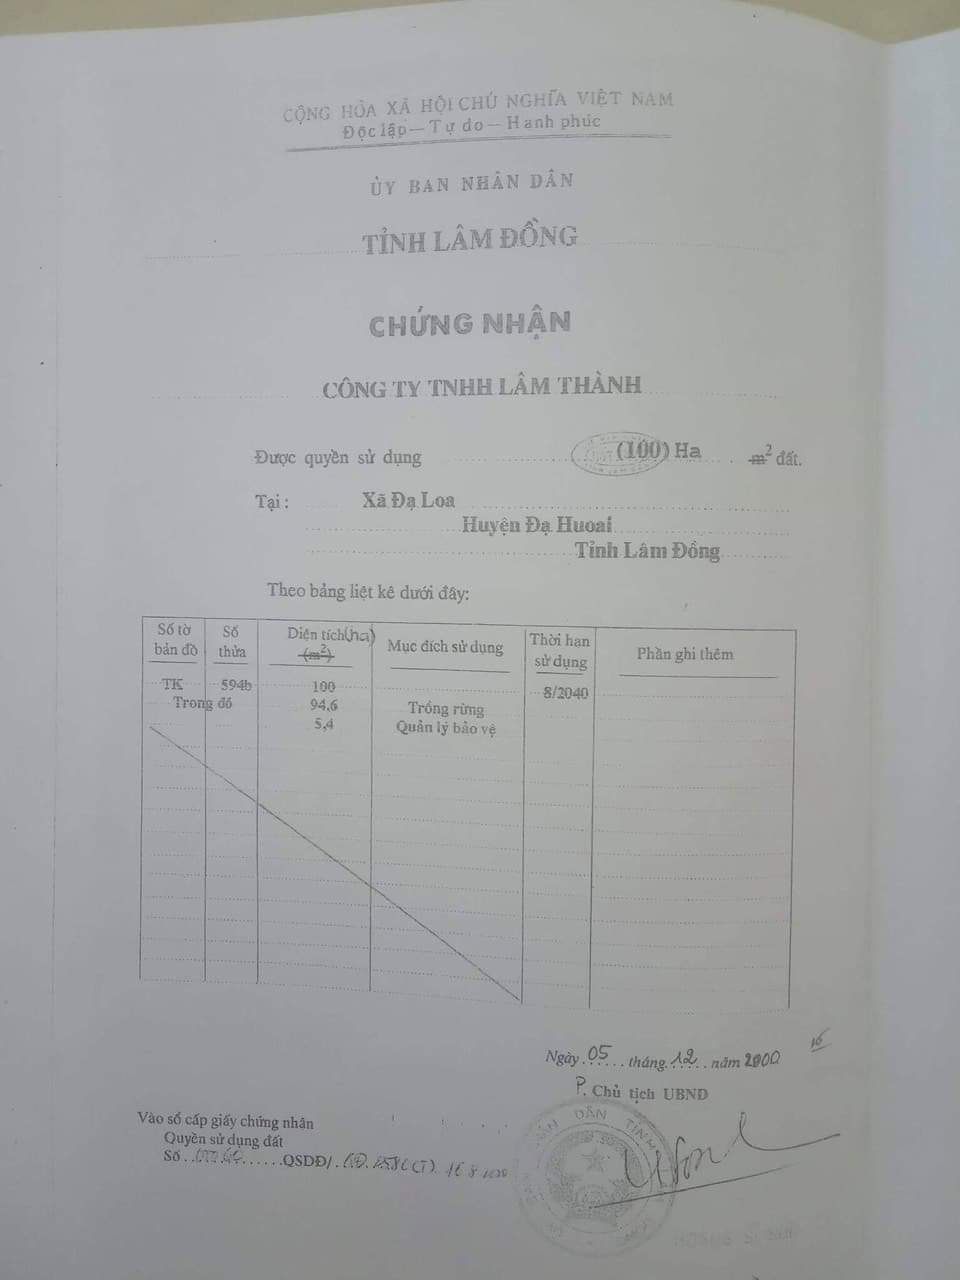 CỘNG HÒA XÃ HỘI CHỦ NGHĨA VIỆT NAM
Độc lập — Tự do — Hạnh phúc
ỦY BAN NHÂN DÂN
TỈNH LÂM ĐỒNG
CHỨNG NHẬN
CÔNG TY TNHH LÂM THÀNH
Được quyền sử dụng (100) Ha m² đất.
Tại : Xã Đạ Loa
Huyện Đạ Huoai
Tỉnh Lâm Đồng
Theo bảng liệt kê dưới đây:
Số tờ bản đồ Số thửa Diện tích (ha) (m²) Mục đích sử dụng Thời hạn sử dụng Phần ghi thêm
TK 594b 100 8/2040
Trong đó 94,6 Trồng rừng
5,4 Quản lý bảo vệ
Ngày 05 tháng 12 năm 2000
P. Chủ tịch UBND
Vào sổ cấp giấy chứng nhân
Quyền sử dụng đất
Số QSDĐ/